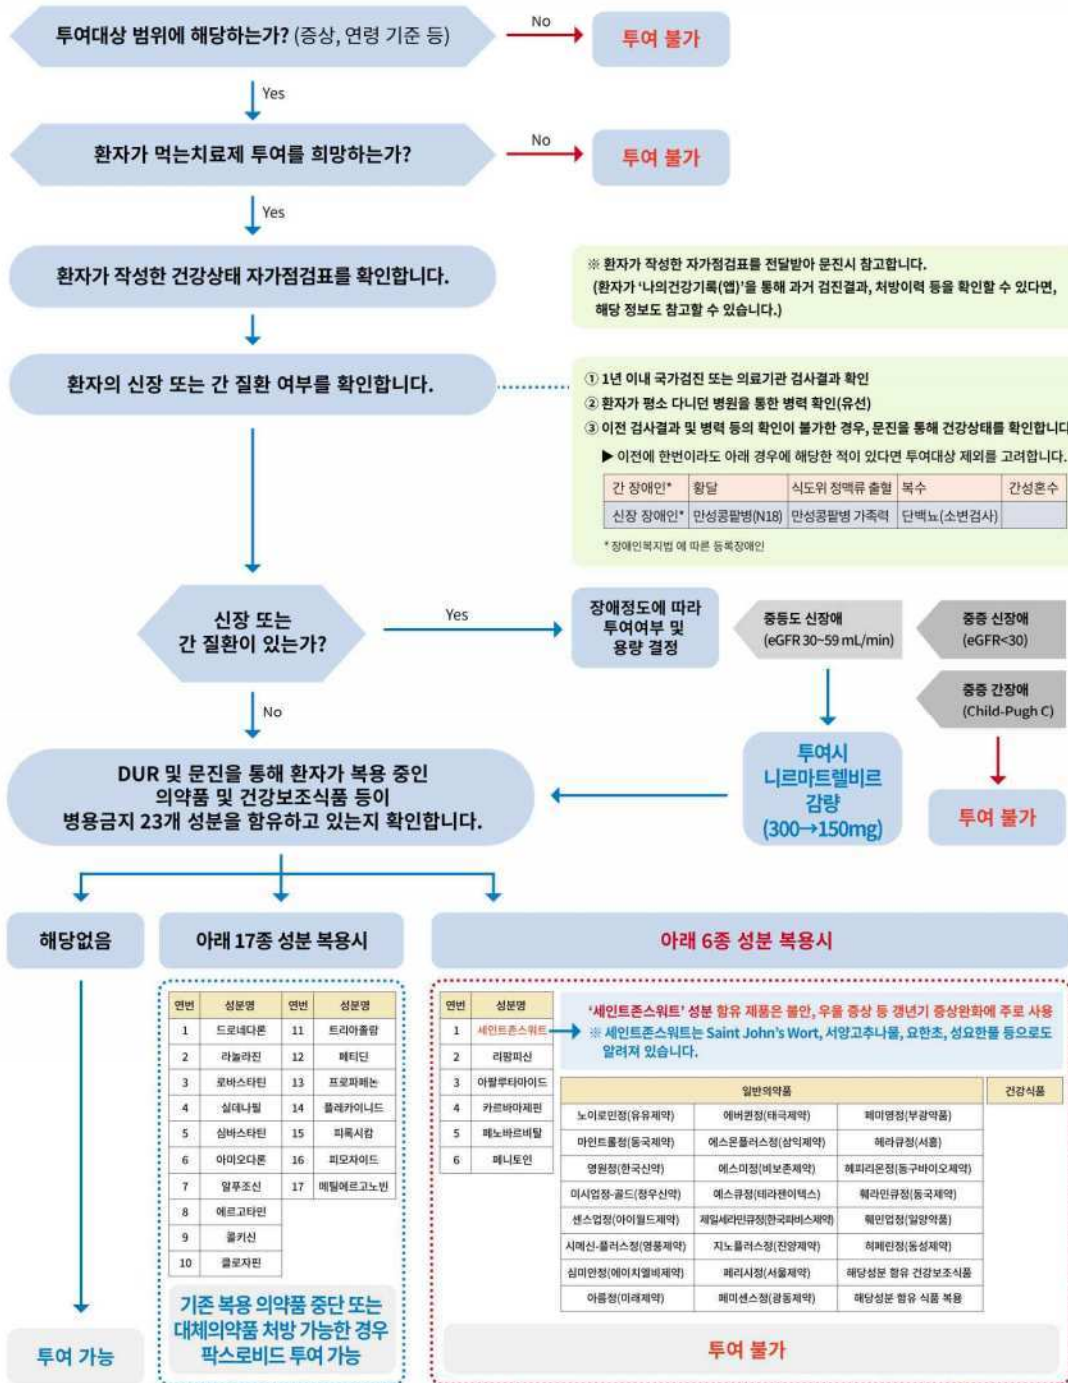 투여대상 범위에 해당하는가? (증상, 연령 기준 등)
No
투여 불가
Yes
환자가 먹는치료제 투여를 희망하는가?
No
투여 불가
Yes
환자가 작성한 건강상태 자가점검표를 확인합니다.
※ 환자가 작성한 자가점검표를 전달받아 문진시 참고합니다.
(환자가 ‘나의건강기록(앱)’을 통해 과거 검진결과, 처방이력 등을 확인할 수 있다면,
해당 정보도 참고할 수 있습니다.)
환자의 신장 또는 간 질환 여부를 확인합니다.
① 1년 이내 국가검진 또는 의료기관 검사결과 확인
② 환자가 평소 다니던 병원을 통한 병력 확인(유선)
③ 이전 검사결과 및 병력 등의 확인이 불가한 경우, 문진을 통해 건강상태를 확인합니다
▶ 이전에 한번이라도 아래 경우에 해당한 적이 있다면 투여대상 제외를 고려합니다.
간 장애인* 황달 식도위 정맥류 출혈 복수 간성혼수
신장 장애인* 만성콩팥병(N18) 만성콩팥병 가족력 단백뇨(소변검사)
* 장애인복지법 에 따른 등록장애인
신장 또는
간 질환이 있는가?
Yes
장애정도에 따라
투여여부 및
용량 결정
중등도 신장애
(eGFR 30~59 mL/min)
중증 신장애
(eGFR<30)
중증 간장애
(Child-Pugh C)
No
투여시
니르마트렐비르
감량
(300→150mg)
투여 불가
DUR 및 문진을 통해 환자가 복용 중인
의약품 및 건강보조식품 등이
병용금지 23개 성분을 함유하고 있는지 확인합니다.
해당없음
투여 가능
아래 17종 성분 복용시
연번 성분명 연번 성분명
1 드로네다론 11 트리아졸람
2 라놀라진 12 페티딘
3 로바스타틴 13 프로파페논
4 실데나필 14 플레카이니드
5 심바스타틴 15 피록시캄
6 아미오다론 16 피모자이드
7 알푸조신 17 메틸에르고노빈
8 에르고타민
9 콜키신
10 클로자핀
기존 복용 의약품 중단 또는
대체의약품 처방 가능한 경우
팍스로비드 투여 가능
아래 6종 성분 복용시
연번 성분명
1 세인트존스워트
2 리팜피신
3 아팔루타마이드
4 카르바마제핀
5 페노바르비탈
6 페니토인
‘세인트존스워트’ 성분 함유 제품은 불안, 우울 증상 등 갱년기 증상완화에 주로 사용
※ 세인트존스워트는 Saint John’s Wort, 서양고추나물, 요한초, 성요한풀 등으로도
알려져 있습니다.
일반의약품 건강식품
노이로민정(유유제약) 에버퀸정(태극제약) 페미영정(부광약품)
마인트롤정(동국제약) 에스몬플러스정(삼익제약) 헤라큐정(서흥)
명원정(한국신약) 에스미정(비보존제약) 헤피리온정(동구바이오제약)
미시업정-골드(정우신약) 예스큐정(테라젠이텍스) 훼라민큐정(동국제약)
센스업정(아이월드제약) 제일세라민큐정(한국파비스제약) 훼민업정(일양약품)
시메신-플러스정(영풍제약) 지노플러스정(진양제약) 히페린정(동성제약)
심미안정(에이치엘비제약) 페리시정(서울제약) 해당성분 함유 건강보조식품
아름정(미래제약) 페미센스정(광동제약) 해당성분 함유 식품 복용
투여 불가